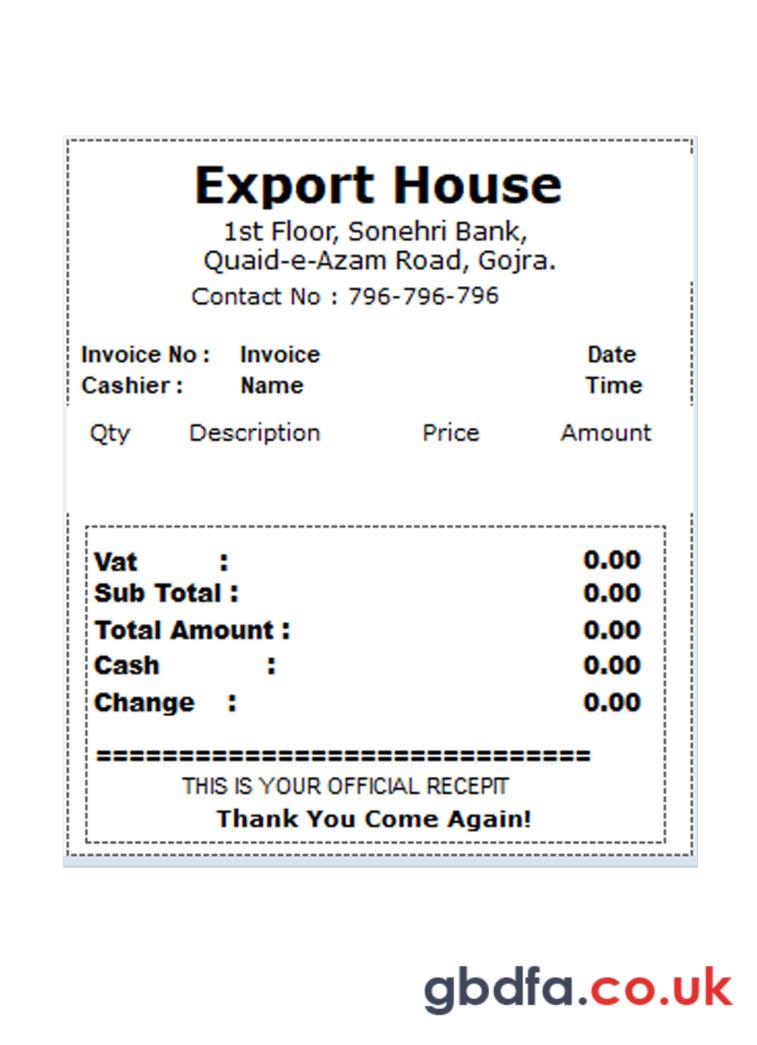 Export House
1st Floor, Sonehri Bank,
Quaid-e-Azam Road, Gojra.
Contact No : 796-796-796
Invoice No : Invoice Date
Cashier : Name Time
Qty Description Price Amount
Vat : 0.00
Sub Total : 0.00
Total Amount : 0.00
Cash : 0.00
Change : 0.00
===============================
THIS IS YOUR OFFICIAL RECEPIT
Thank You Come Again!
gbdfa.co.uk